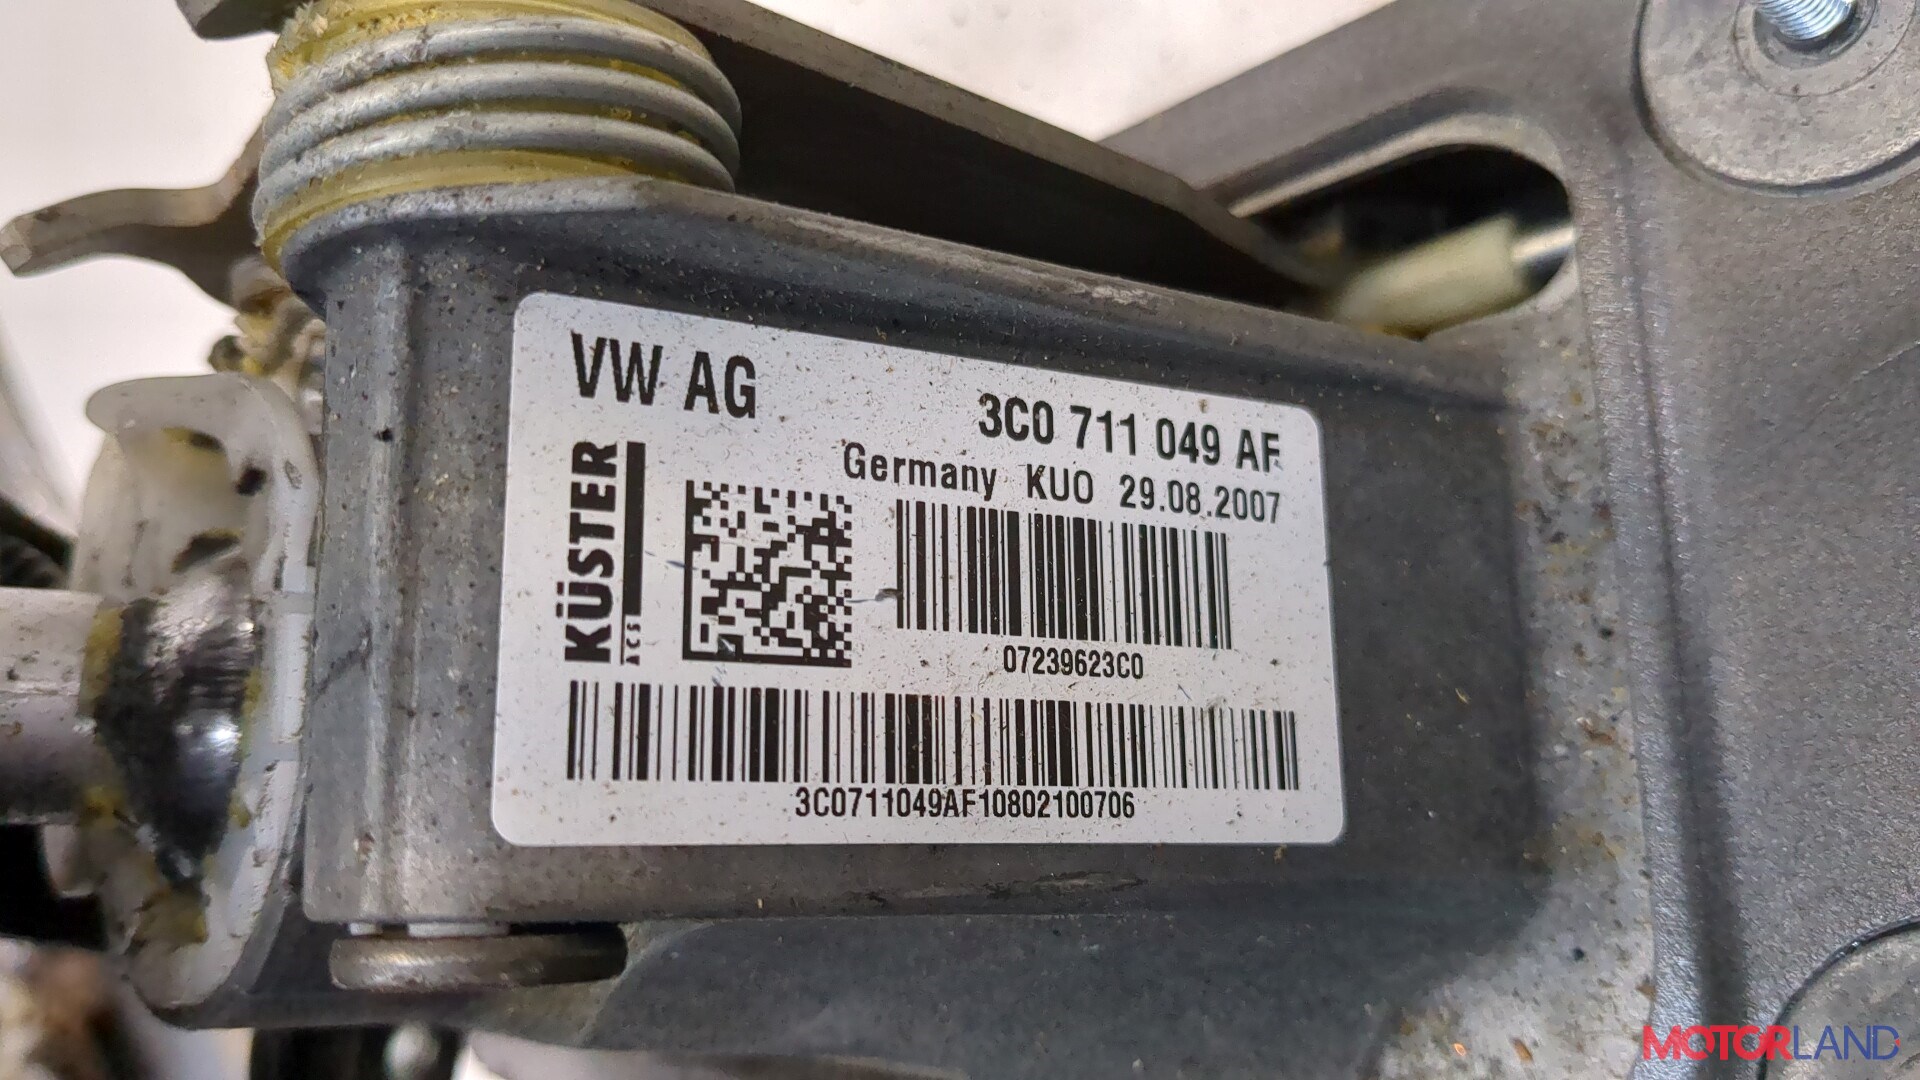 VW AG
3C0 711 049 AF
Germany KUO 29.08.2007
KÜSTER
ACS
07239623C0
3C0711049AF10802100706
MOTORLAND